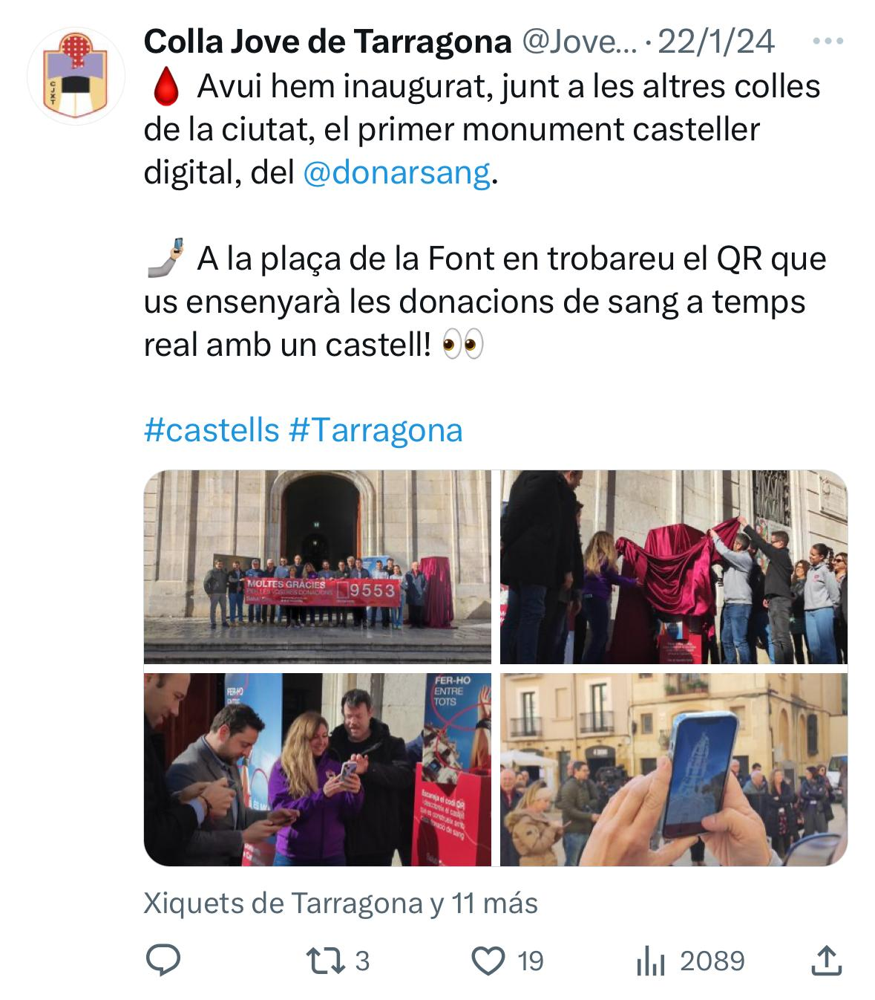 Colla Jove de Tarragona @Jove... · 22/1/24
🩸 Avui hem inaugurat, junt a les altres colles
de la ciutat, el primer monument casteller
digital, del @donarsang.
🤳 A la plaça de la Font en trobareu el QR que
us ensenyarà les donacions de sang a temps
real amb un castell! 👀
#castells #Tarragona
MOLTES GRÀCIES
PER LES VOSTRES DONACIONS
9553
FER-HO
ENTRE
FER-HO
ENTRE
TOTS
Escaneja el codi QR
i descobreix el castell
que es construeix amb
cada donació de sang
Xiquets de Tarragona y 11 más
3 19 2089